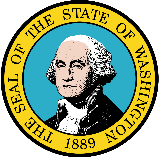 THE SEAL OF THE STATE OF WASHINGTON
1889